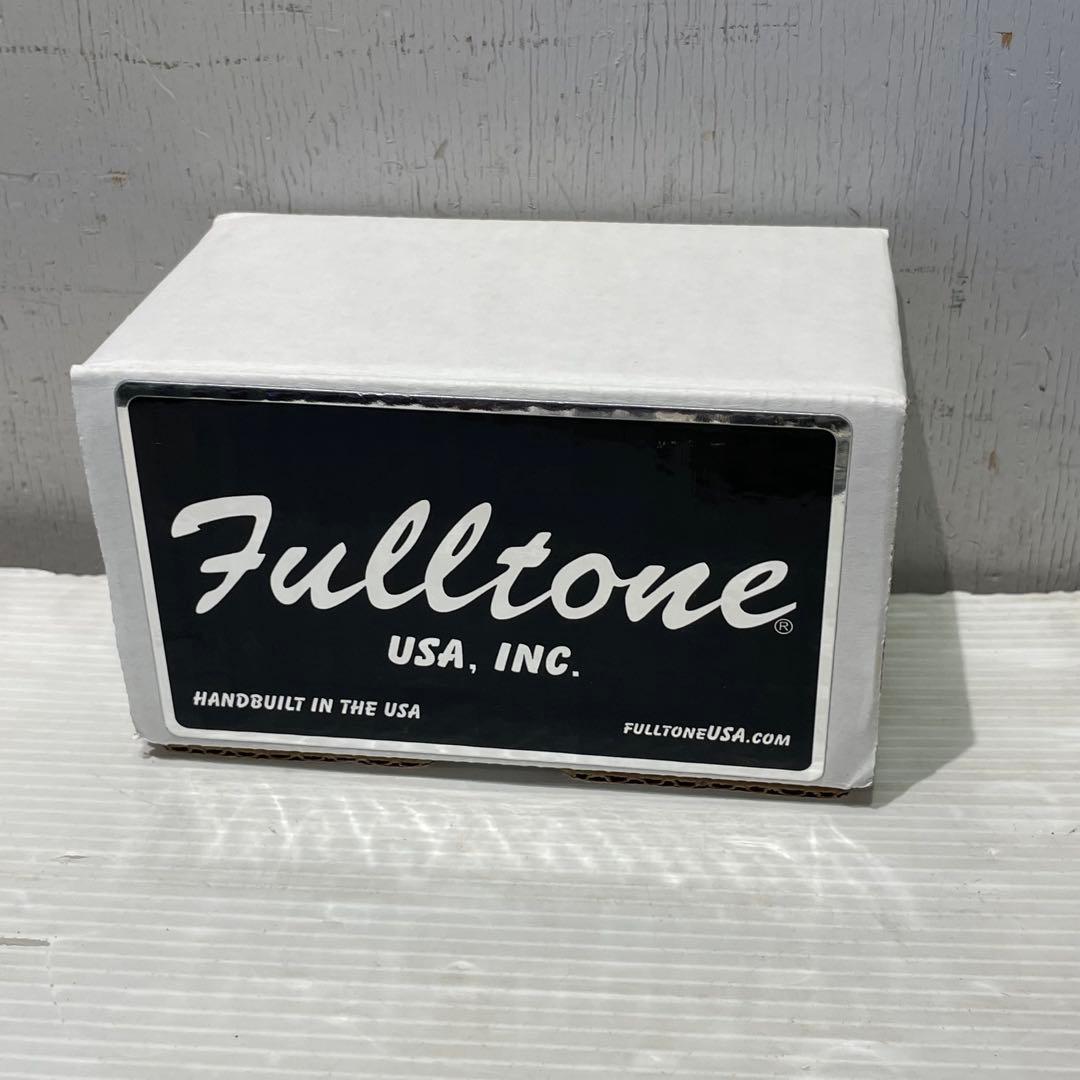 Fulltone®
USA, INC.
HANDBUILT IN THE USA
FULLTONEUSA.COM